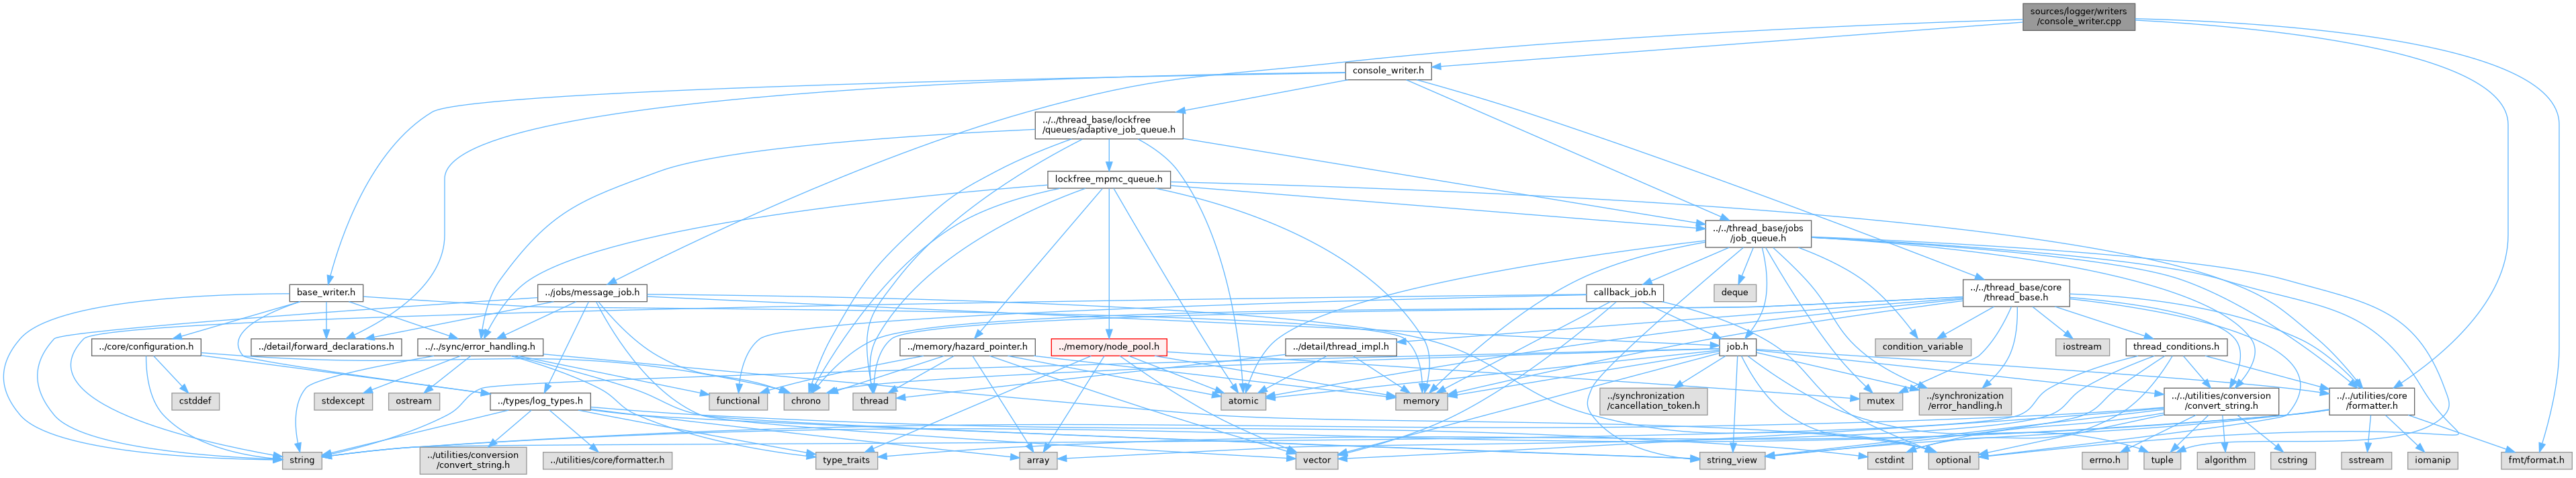 sources/logger/writers
/console_writer.cpp
console_writer.h
../../thread_base/lockfree
/queues/adaptive_job_queue.h
lockfree_mpmc_queue.h
../../thread_base/jobs
/job_queue.h
base_writer.h
../jobs/message_job.h
callback_job.h
deque
../../thread_base/core
/thread_base.h
../core/configuration.h
../detail/forward_declarations.h
../../sync/error_handling.h
../memory/hazard_pointer.h
../memory/node_pool.h
../detail/thread_impl.h
job.h
condition_variable
iostream
thread_conditions.h
cstddef
stdexcept
ostream
../types/log_types.h
functional
chrono
thread
atomic
memory
../synchronization
/cancellation_token.h
mutex
../synchronization
/error_handling.h
../../utilities/conversion
/convert_string.h
../../utilities/core
/formatter.h
string
../utilities/conversion
/convert_string.h
../utilities/core/formatter.h
type_traits
array
vector
string_view
cstdint
optional
errno.h
tuple
algorithm
cstring
sstream
iomanip
fmt/format.h